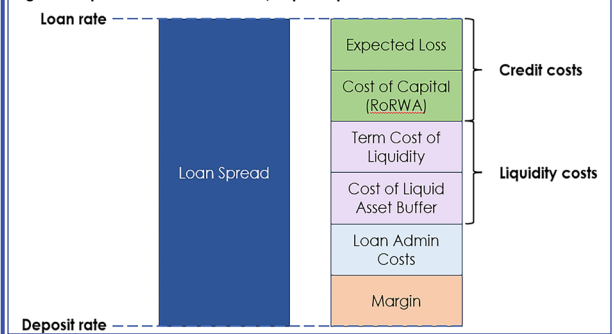 Loan rate
Expected Loss
Credit costs
Cost of Capital
(RoRWA)
Term Cost of
Liquidity
Loan Spread
Liquidity costs
Cost of Liquid
Asset Buffer
Loan Admin
Costs
Margin
Deposit rate